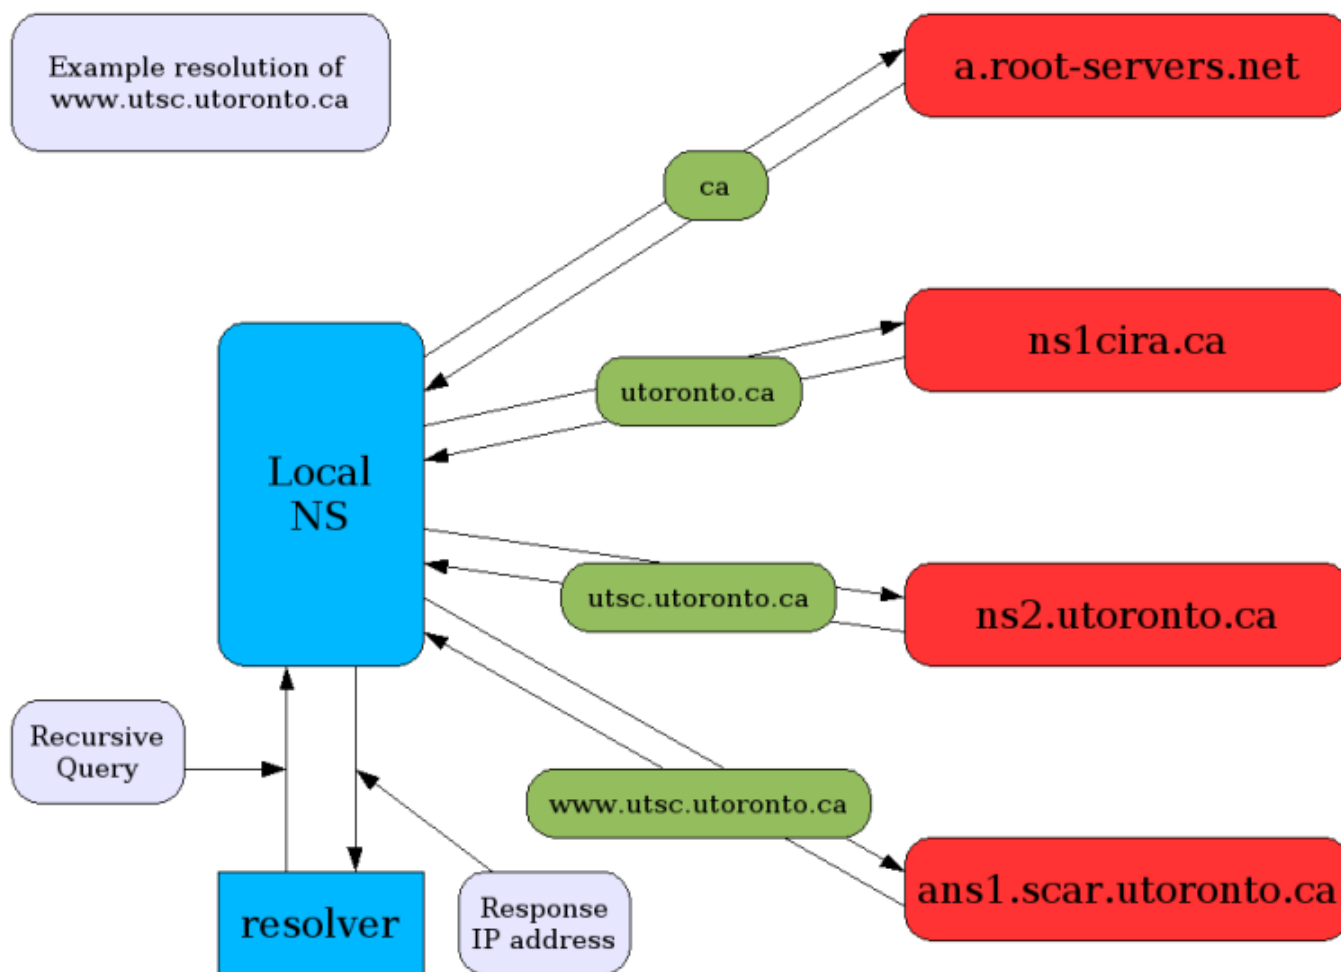 Example resolution of
www.utsc.utoronto.ca
a.root-servers.net
ca
ns1cira.ca
utoronto.ca
Local
NS
utsc.utoronto.ca
ns2.utoronto.ca
Recursive
Query
www.utsc.utoronto.ca
ans1.scar.utoronto.ca
resolver
Response
IP address